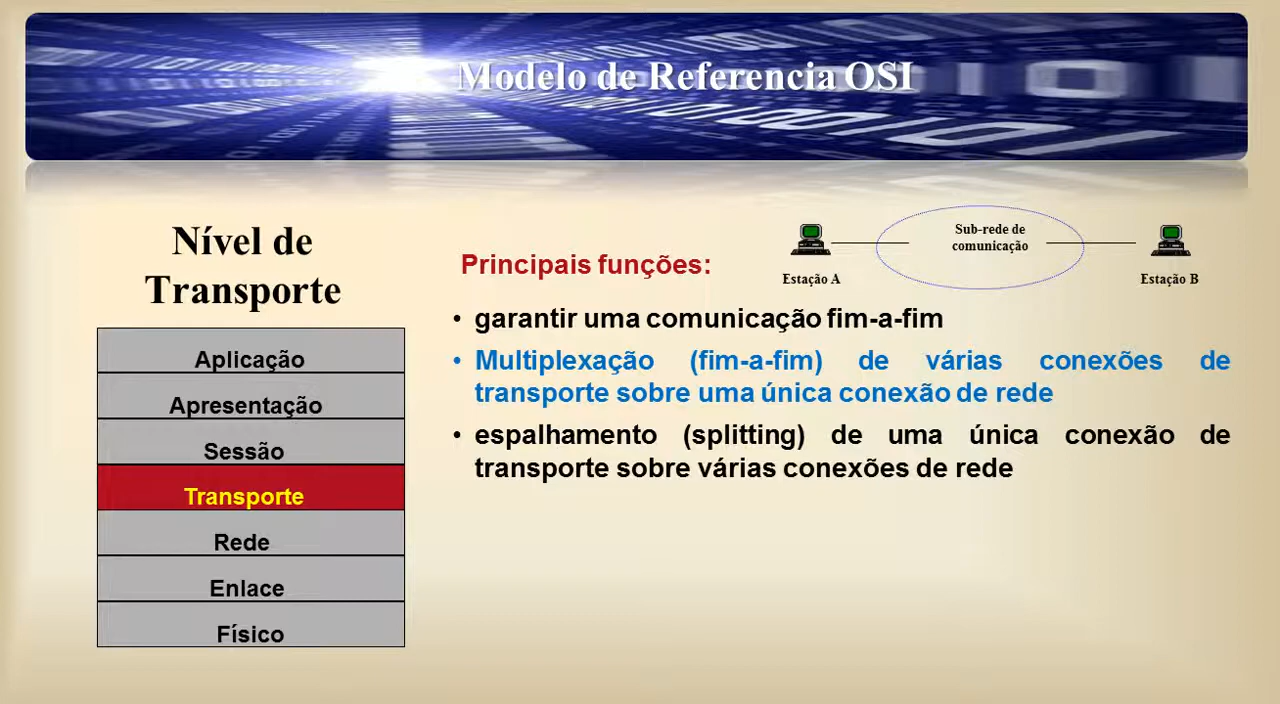 Modelo de Referencia OSI
Nível de
Transporte
Aplicação
Apresentação
Sessão
Transporte
Rede
Enlace
Físico
Principais funções:
Estação A
Sub-rede de
comunicação
Estação B
• garantir uma comunicação fim-a-fim
• Multiplexação (fim-a-fim) de várias conexões de
transporte sobre uma única conexão de rede
• espalhamento (splitting) de uma única conexão de
transporte sobre várias conexões de rede